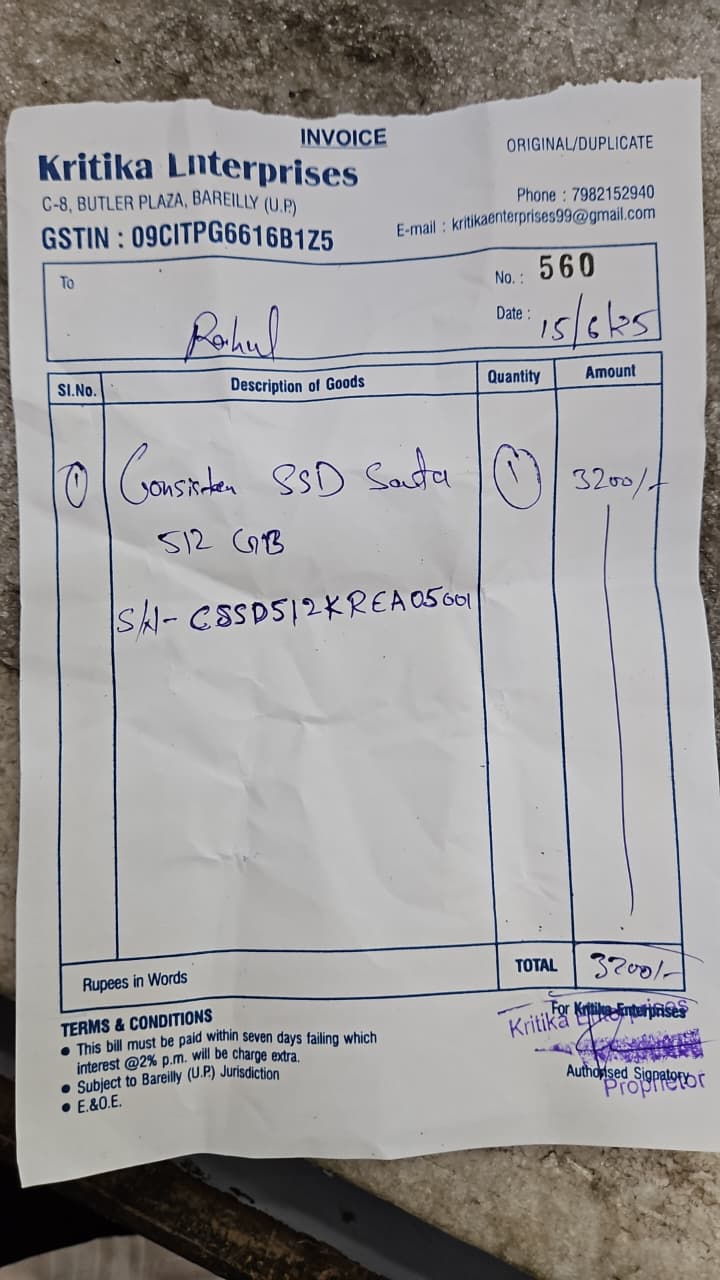 INVOICE
ORIGINAL/DUPLICATE
Kritika Enterprises
C-8, BUTLER PLAZA, BAREILLY (U.P.)
Phone : 7982152940
GSTIN : 09CITPG6616B1Z5
E-mail : kritikaenterprises99@gmail.com
To
No. : 560
Rahul
Date : 15/6/25
Sl.No. Description of Goods Quantity Amount
1 Consisten SSD Sata 1 3200/-
512 GB
S/N- CSSD512KREA05001
Rupees in Words TOTAL 3200/-
TERMS & CONDITIONS
For Kritika Enterprises
Kritika Enterprises
• This bill must be paid within seven days failing which
interest @2% p.m. will be charge extra.
• Subject to Bareilly (U.P.) Jurisdiction
Authorised Signatory
Proprietor
• E.&O.E.